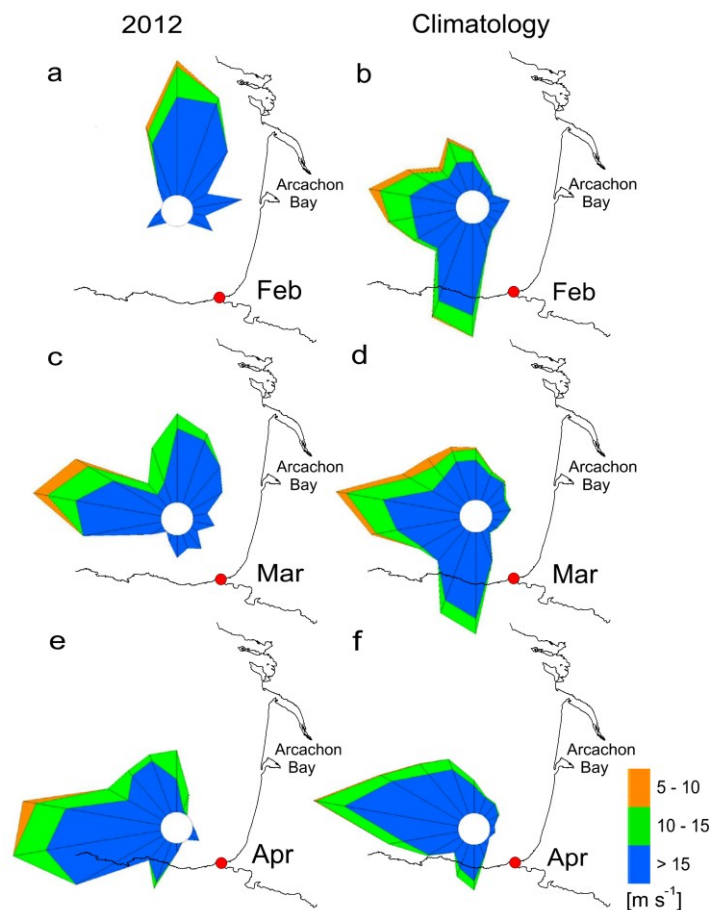 2012 Climatology
a b
Arcachon
Bay
Arcachon
Bay
Feb Feb
c d
Arcachon
Bay
Arcachon
Bay
Mar Mar
e f
Arcachon
Bay
Arcachon
Bay
5 - 10
10 - 15
> 15
Apr Apr
[m s⁻¹]